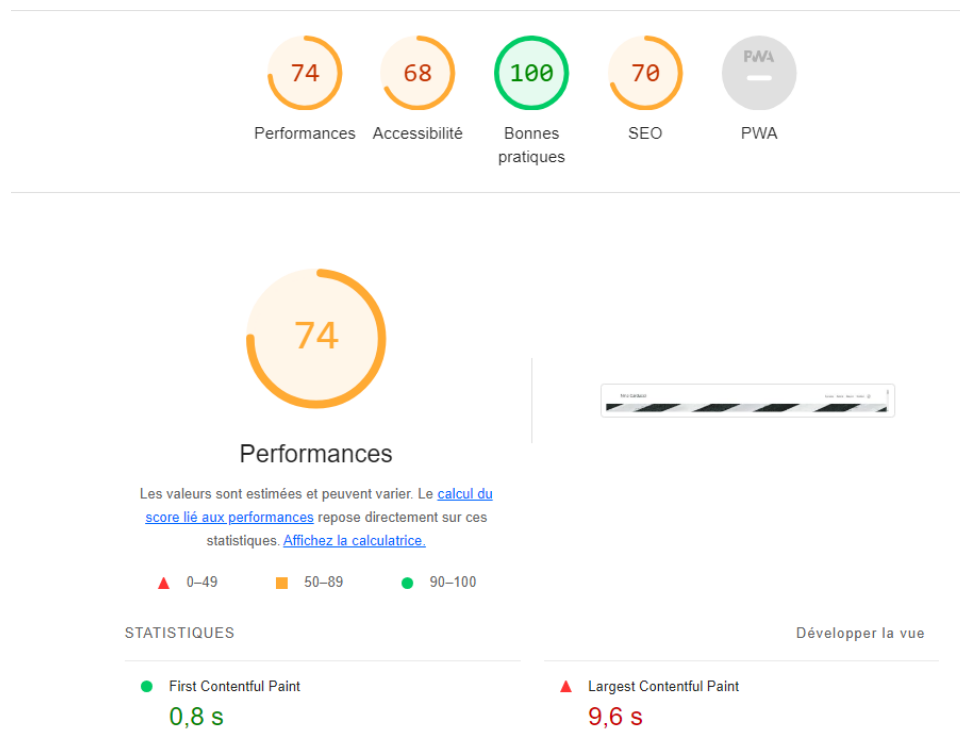 74
68
100
70
PWA
Performances
Accessibilité
Bonnes
pratiques
SEO
PWA
74
Performances
Les valeurs sont estimées et peuvent varier. Le calcul du
score lié aux performances repose directement sur ces
statistiques. Affichez la calculatrice.
0–49
50–89
90–100
STATISTIQUES
Développer la vue
First Contentful Paint
0,8 s
Largest Contentful Paint
9,6 s